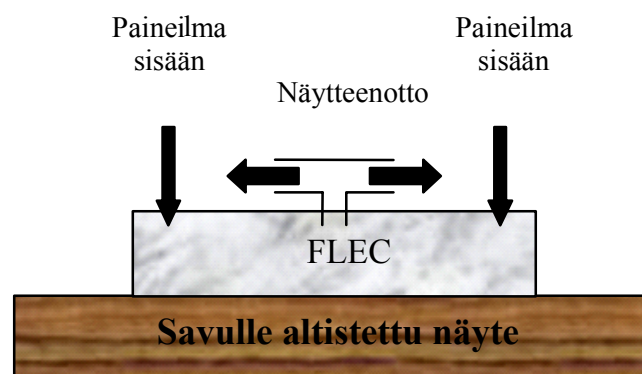 Paineilma
sisään
Paineilma
sisään
Näytteenotto
FLEC
Savulle altistettu näyte